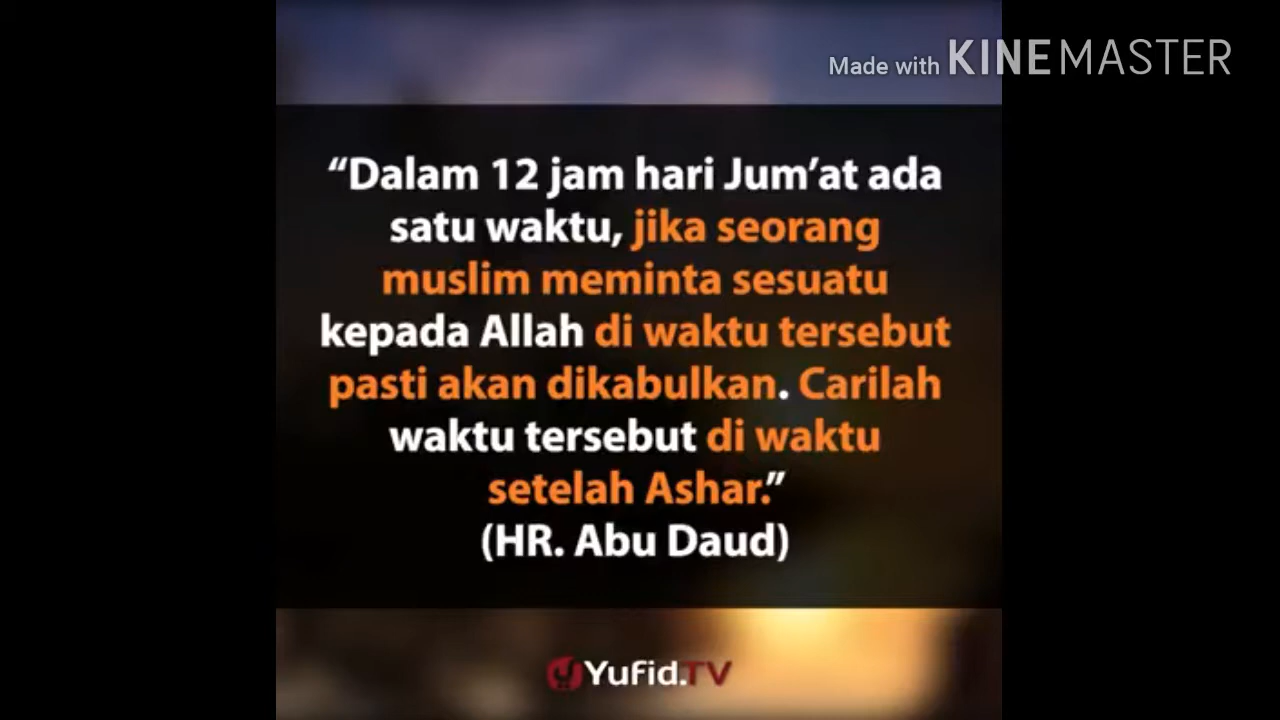 Made with KINEMASTER
“Dalam 12 jam hari Jum’at ada
satu waktu, jika seorang
muslim meminta sesuatu
kepada Allah di waktu tersebut
pasti akan dikabulkan. Carilah
waktu tersebut di waktu
setelah Ashar.”
(HR. Abu Daud)
Yufid.TV